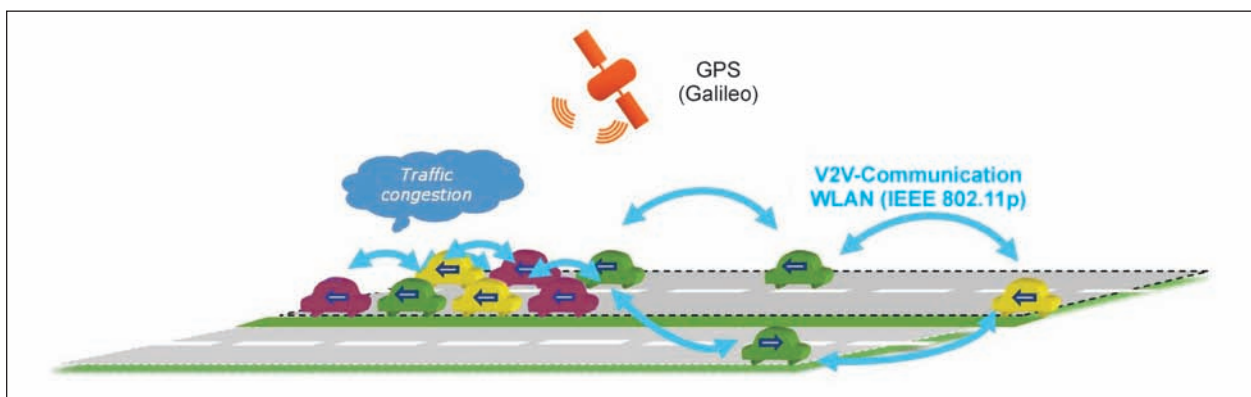 GPS
(Galileo)
Traffic
congestion
V2V-Communication
WLAN (IEEE 802.11p)